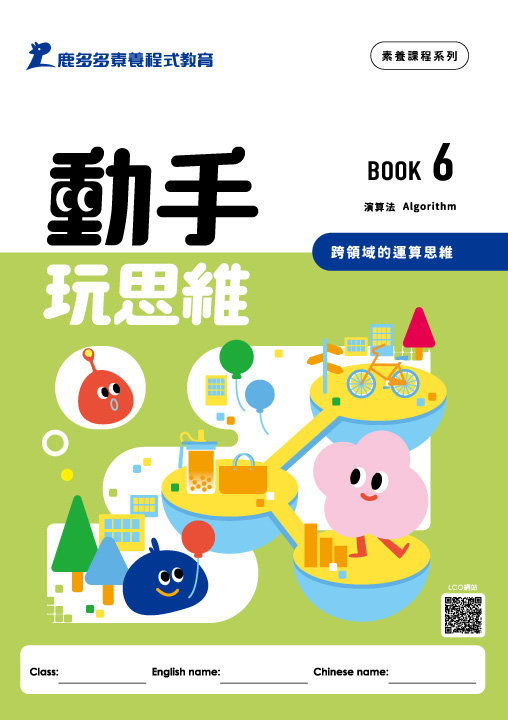 鹿多多素養程式教育
素養課程系列
動手
玩思維
BOOK 6
演算法 Algorithm
跨領域的運算思維
LCO網站
Class:
English name:
Chinese name: